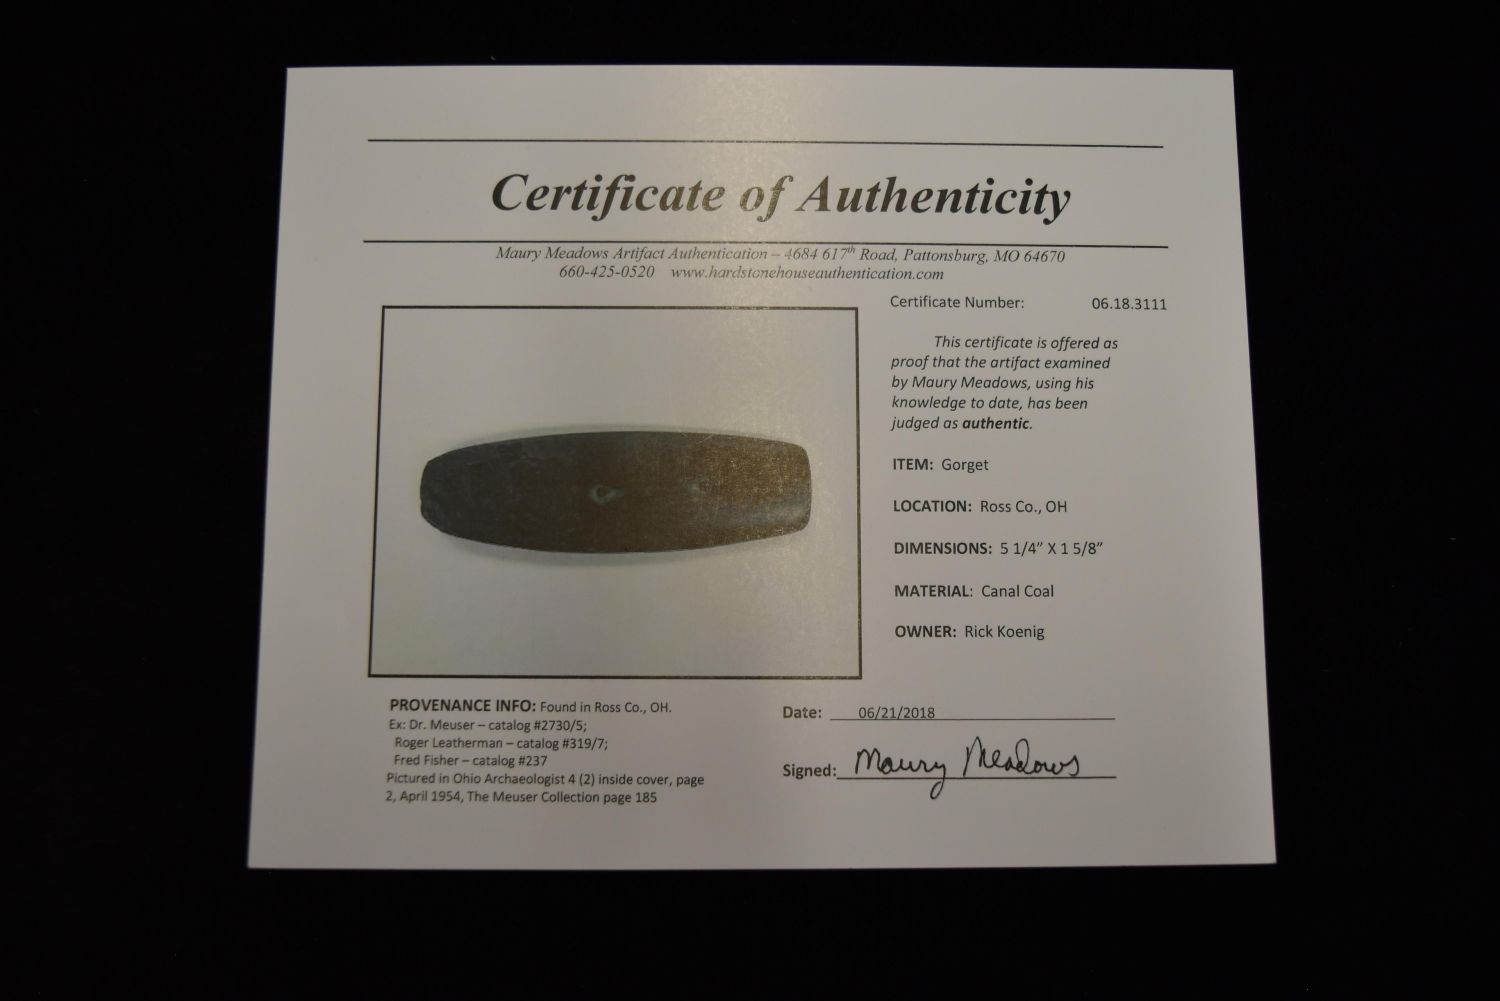 Certificate of Authenticity
Maury Meadows Artifact Authentication – 4684 617th Road, Pattonsburg, MO 64670
660-425-0520 www.hardstonehouseauthentication.com
Certificate Number: 06.18.3111
This certificate is offered as
proof that the artifact examined
by Maury Meadows, using his
knowledge to date, has been
judged as authentic.
ITEM: Gorget
LOCATION: Ross Co., OH
DIMENSIONS: 5 1/4” X 1 5/8”
MATERIAL: Canal Coal
OWNER: Rick Koenig
PROVENANCE INFO: Found in Ross Co., OH.
Ex: Dr. Meuser – catalog #2730/5;
Roger Leatherman – catalog #319/7;
Fred Fisher – catalog #237
Pictured in Ohio Archaeologist 4 (2) inside cover, page
2, April 1954, The Meuser Collection page 185
Date: 06/21/2018
Signed: Maury Meadows